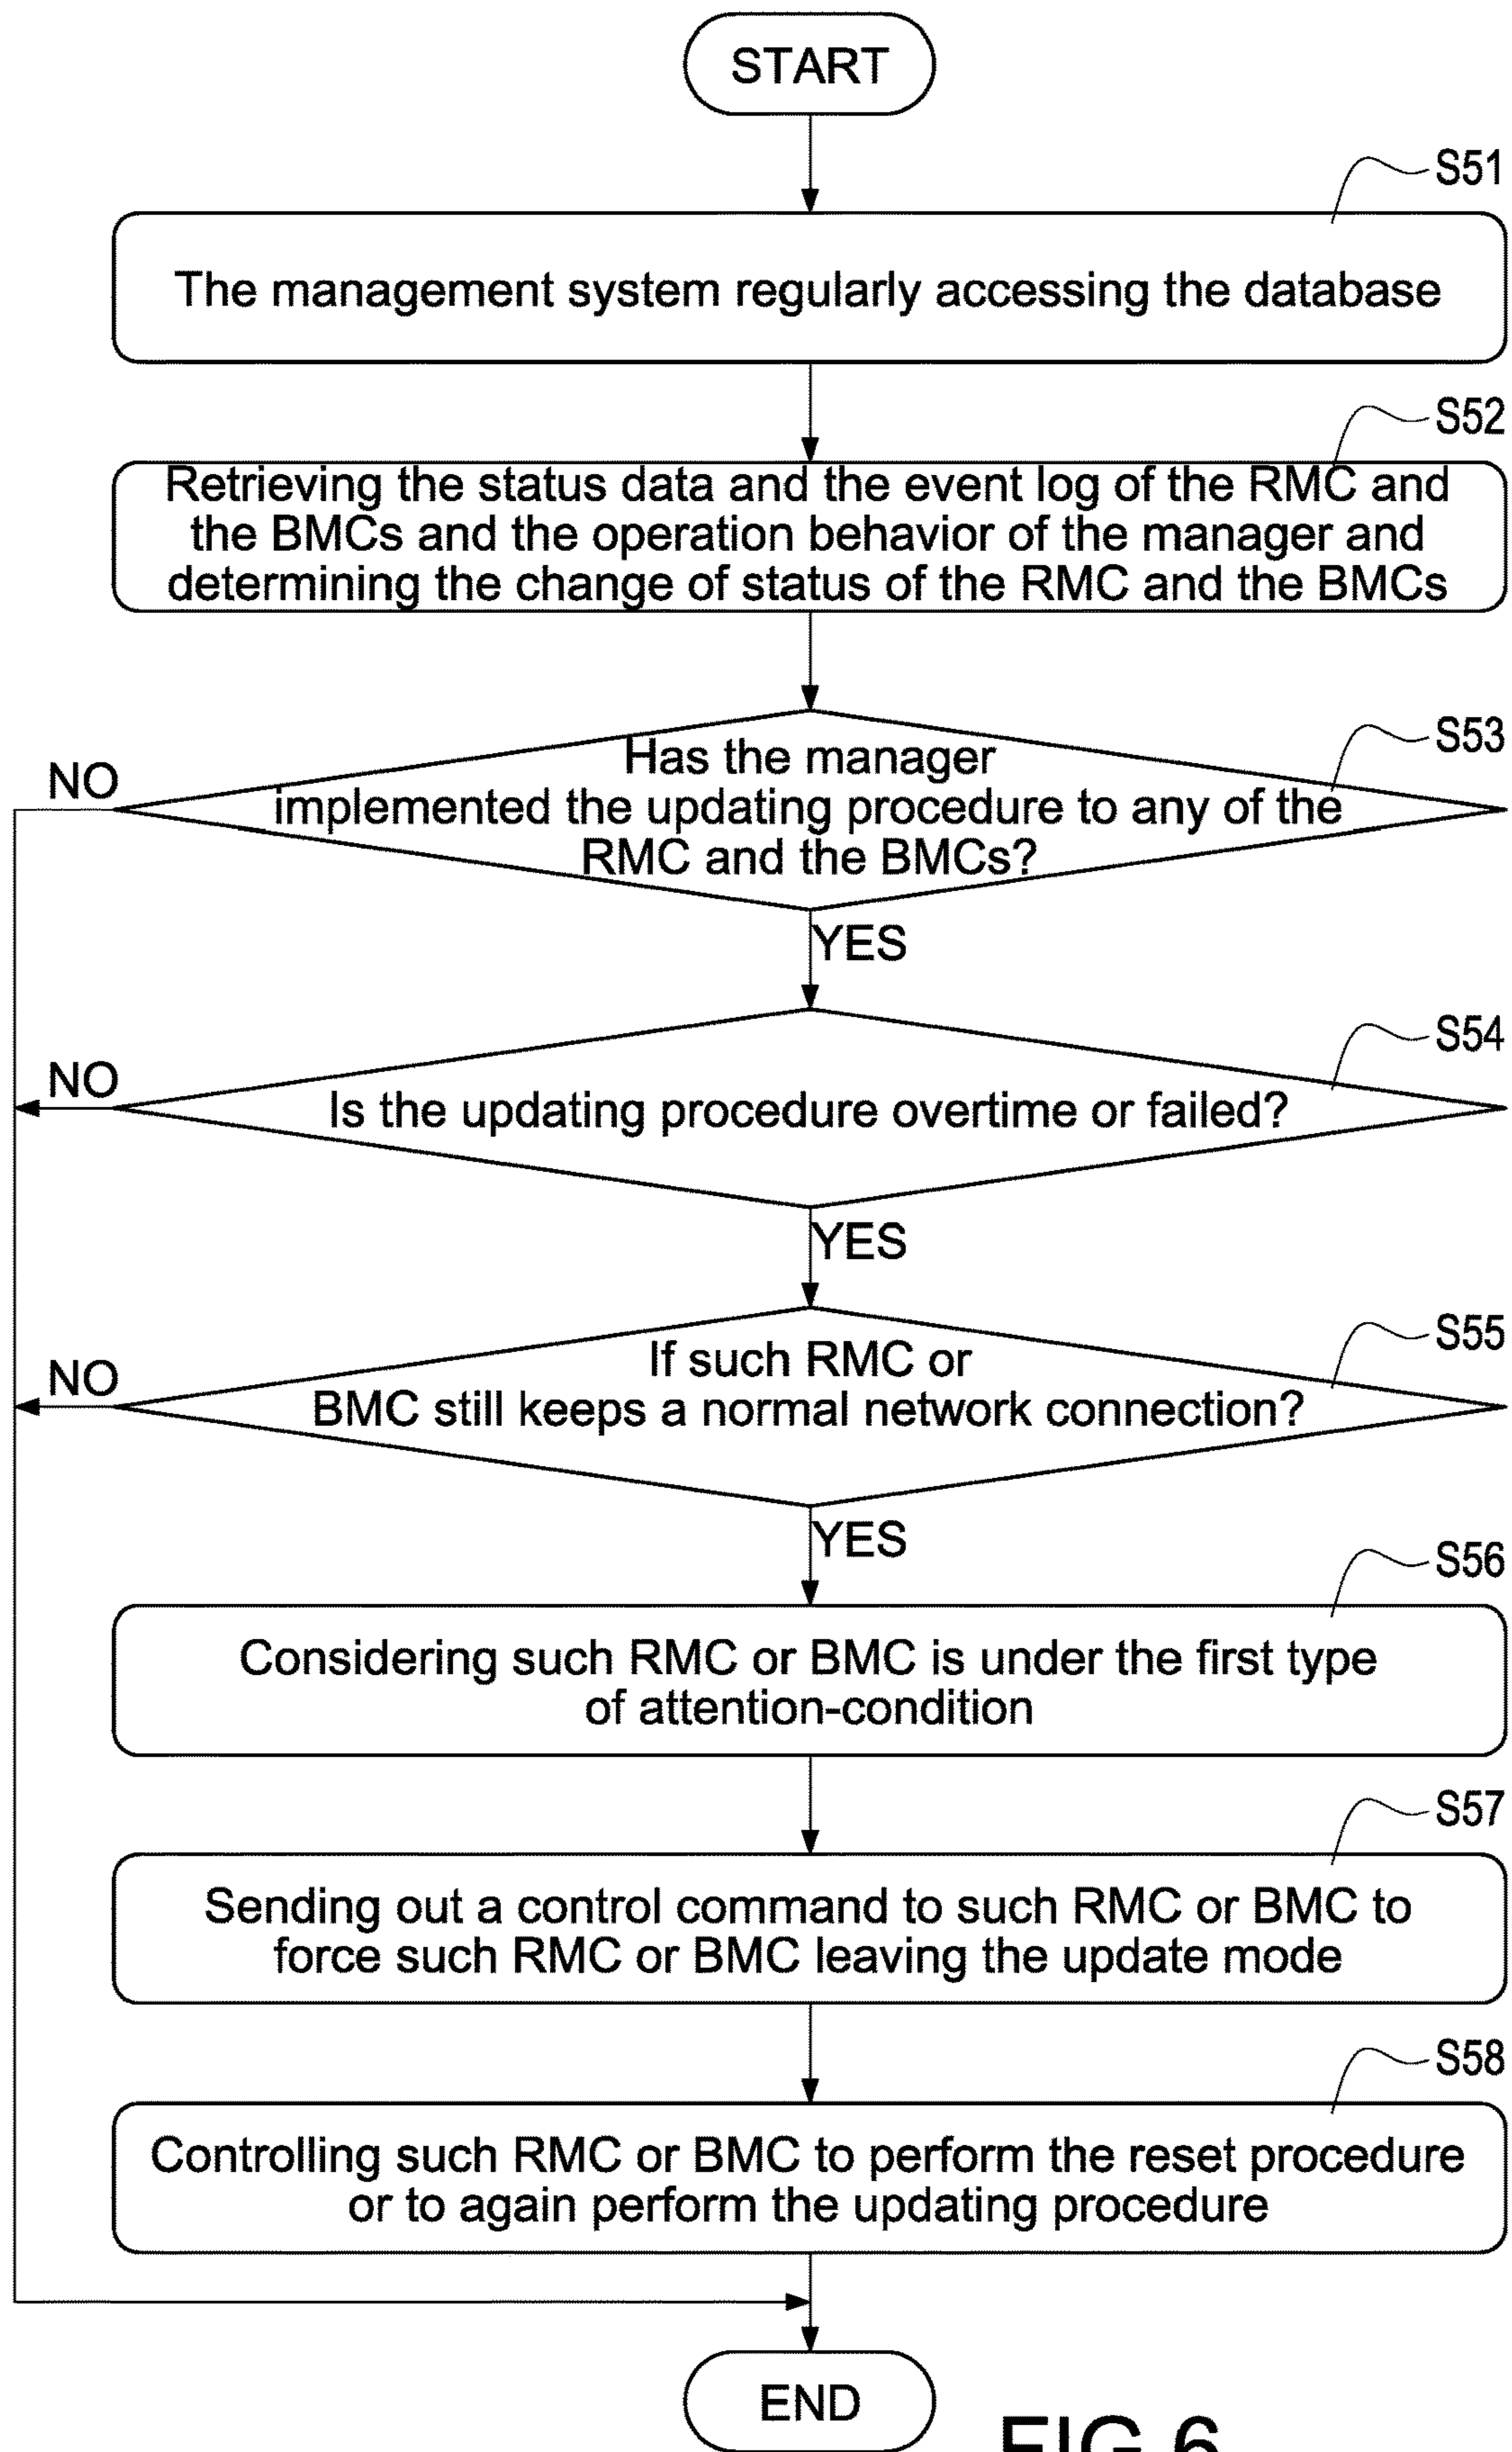 START
S51
The management system regularly accessing the database
S52
Retrieving the status data and the event log of the RMC and
the BMCs and the operation behavior of the manager and
determining the change of status of the RMC and the BMCs
S53
NO
Has the manager
implemented the updating procedure to any of the
RMC and the BMCs?
YES
S54
NO
Is the updating procedure overtime or failed?
YES
S55
NO
If such RMC or
BMC still keeps a normal network connection?
YES
S56
Considering such RMC or BMC is under the first type
of attention-condition
S57
Sending out a control command to such RMC or BMC to
force such RMC or BMC leaving the update mode
S58
Controlling such RMC or BMC to perform the reset procedure
or to again perform the updating procedure
END
FIG.6